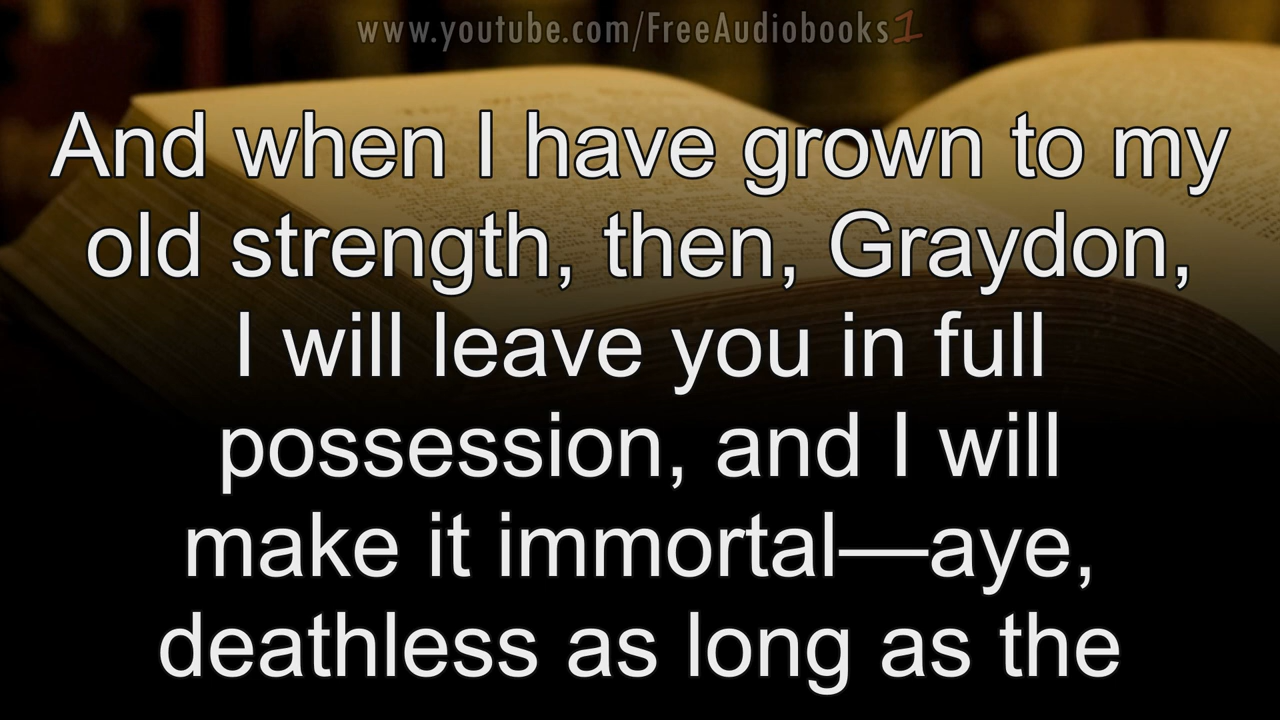 www.youtube.com/FreeAudiobooks1
And when I have grown to my
old strength, then, Graydon,
I will leave you in full
possession, and I will
make it immortal—aye,
deathless as long as the